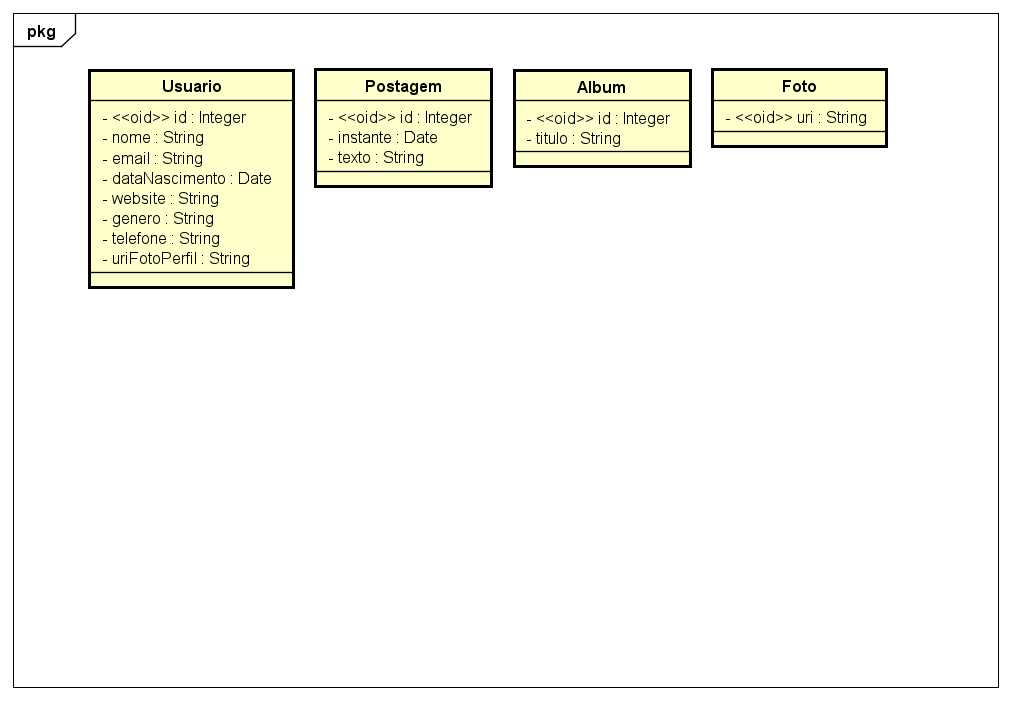 pkg
Usuario
- <<oid>> id : Integer
- nome : String
- email : String
- dataNascimento : Date
- website : String
- genero : String
- telefone : String
- uriFotoPerfil : String
Postagem
- <<oid>> id : Integer
- instante : Date
- texto : String
Album
- <<oid>> id : Integer
- titulo : String
Foto
- <<oid>> uri : String